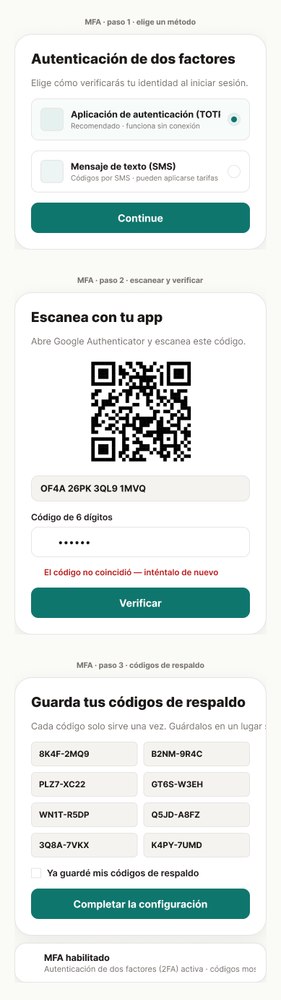 MFA · paso 1 · elige un método
Autenticación de dos factores
Elige cómo verificarás tu identidad al iniciar sesión.
Aplicación de autenticación (TOTP
Recomendado · funciona sin conexión
Mensaje de texto (SMS)
Códigos por SMS · pueden aplicarse tarifas
Continue
MFA · paso 2 · escanear y verificar
Escanea con tu app
Abre Google Authenticator y escanea este código.
OF4A 26PK 3QL9 1MVQ
Código de 6 dígitos
••••••
El código no coincidió — inténtalo de nuevo
Verificar
MFA · paso 3 · códigos de respaldo
Guarda tus códigos de respaldo
Cada código solo sirve una vez. Guárdalos en un lugar
8K4F-2MQ9
B2NM-9R4C
PLZ7-XC22
GT6S-W3EH
WN1T-R5DP
Q5JD-A8FZ
3Q8A-7VKX
K4PY-7UMD
Ya guardé mis códigos de respaldo
Completar la configuración
MFA habilitado
Autenticación de dos factores (2FA) activa · códigos mos